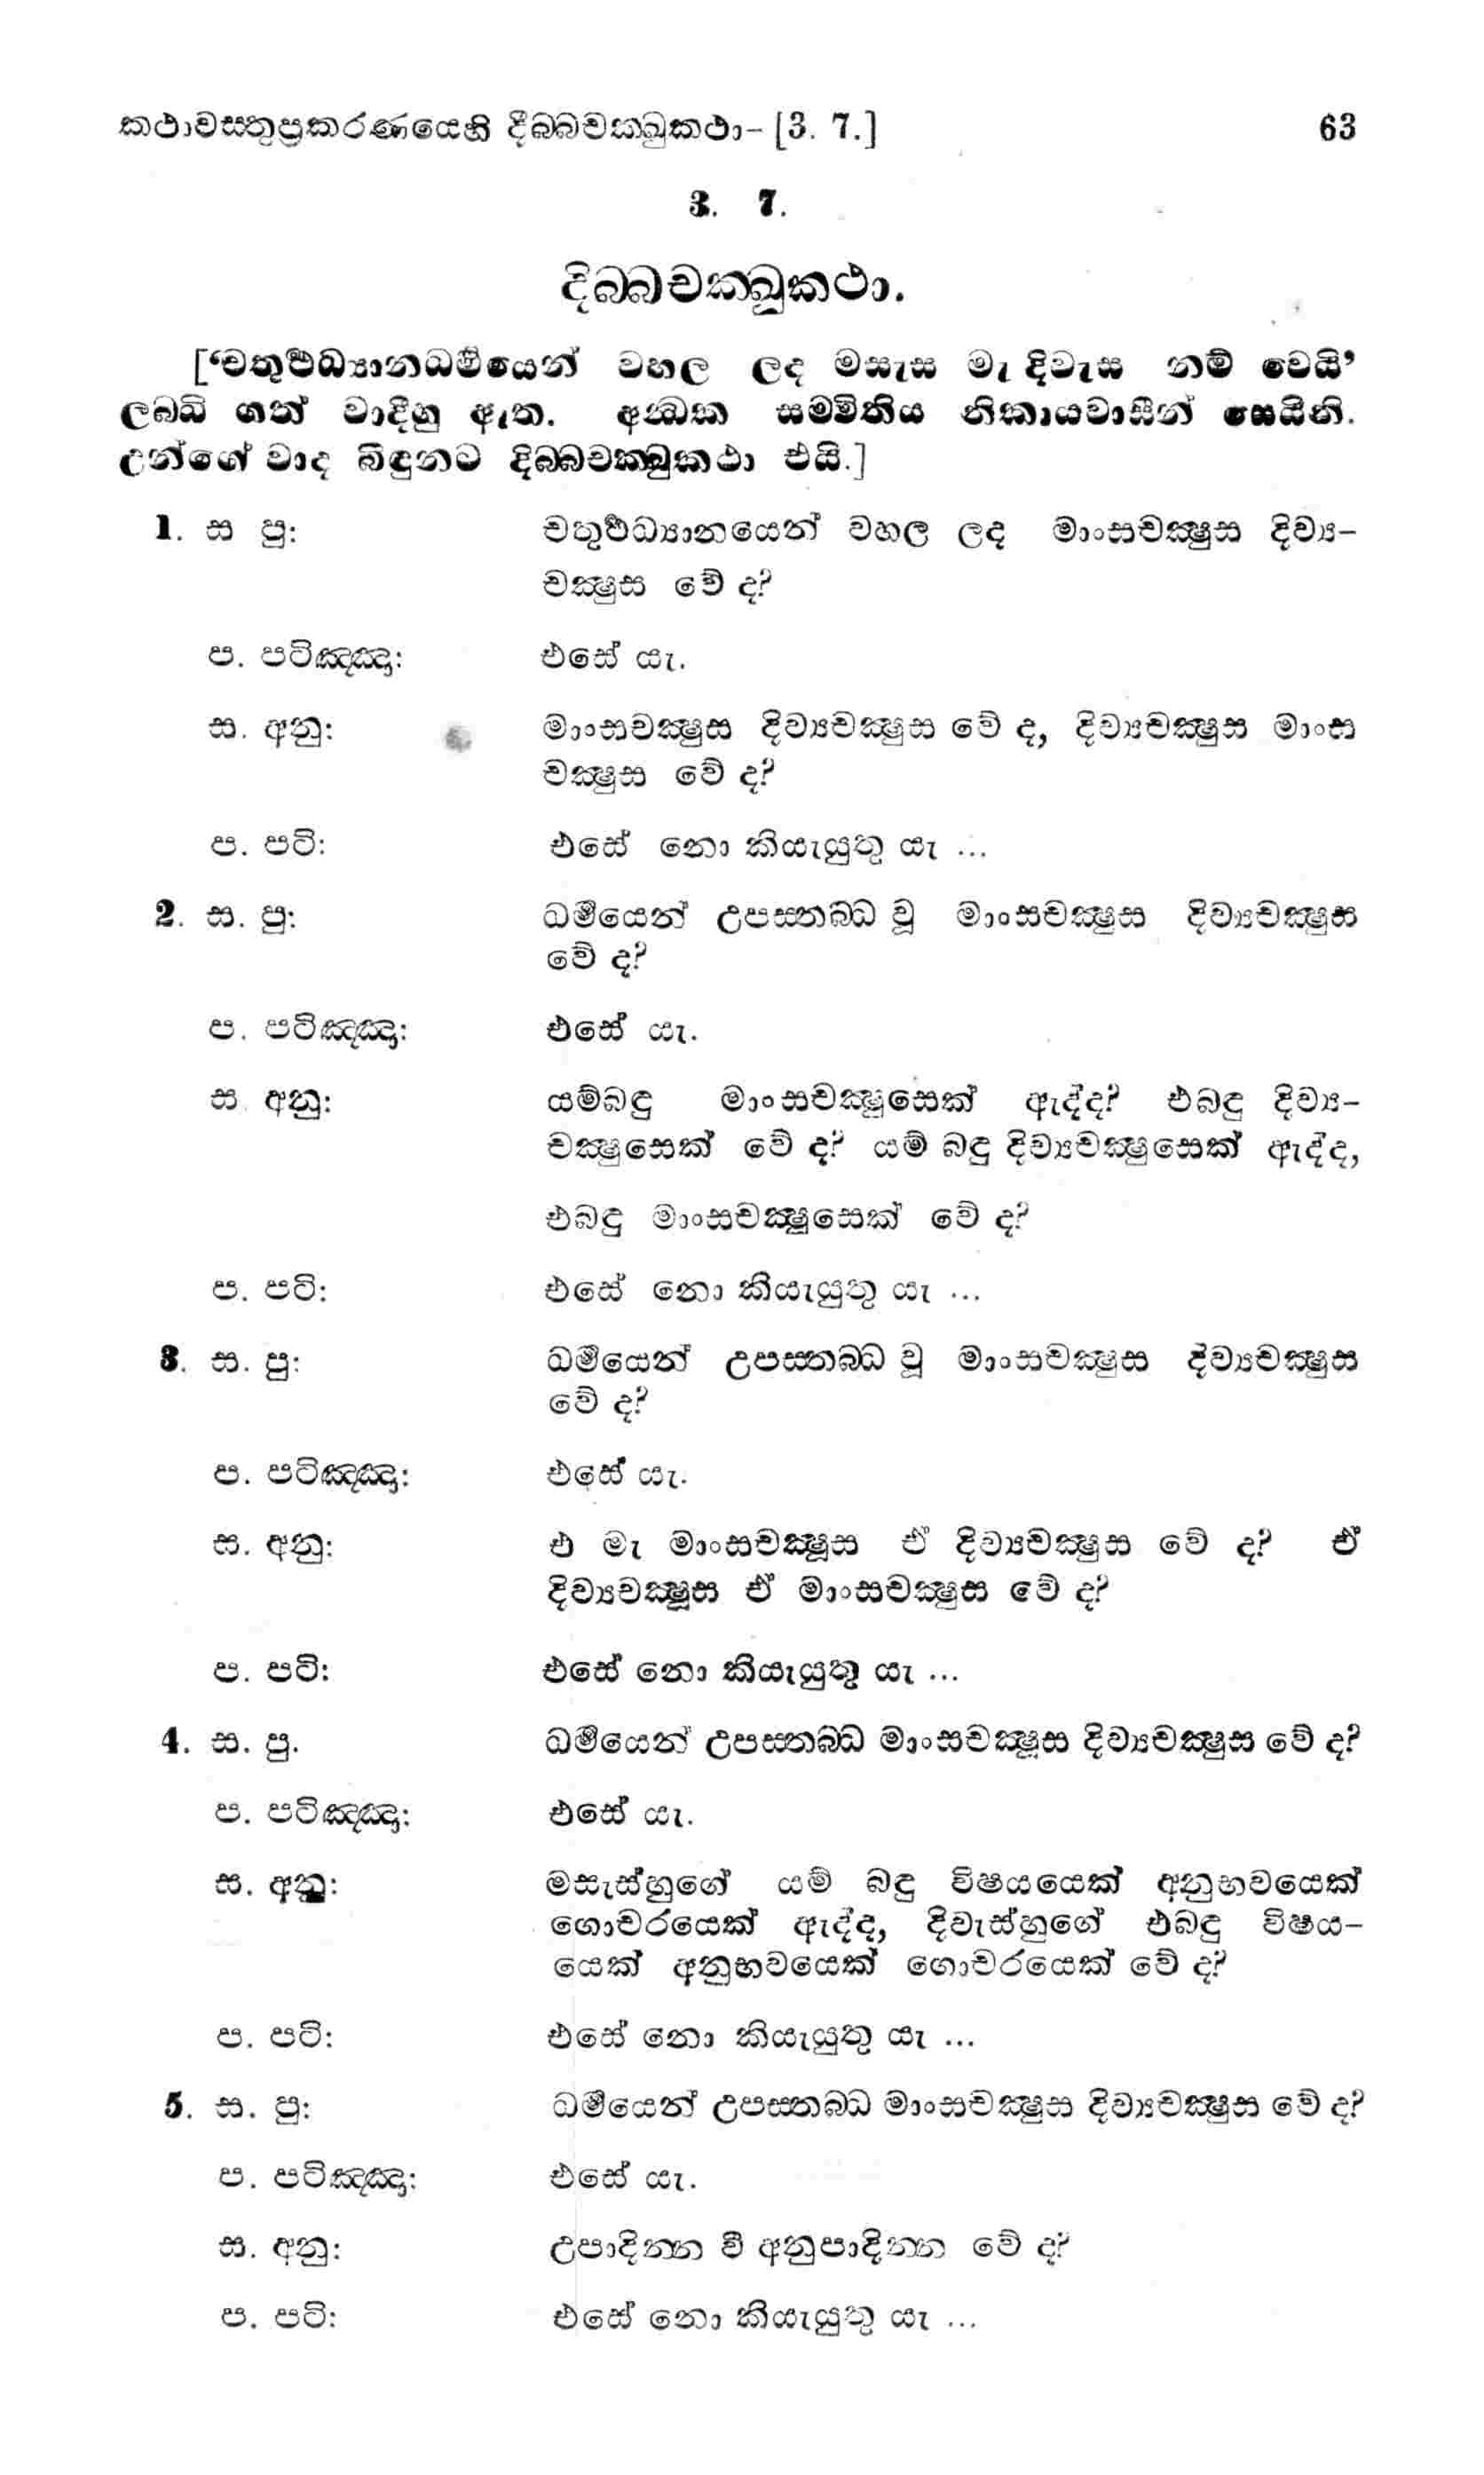 කථාවස්තුප්‍රකරණයෙහි දිබ්බචක්ඛුකථා- [3. 7.] 63
3. 7.
දිබ්බචක්ඛුකථා.
[‘චතුර්ථධ්‍යානධර්මයෙන් වහල ලද මසැස මැ දිවැස නම් වෙයි’
ලබ්ධි ගත් වාදීහු ඇත. අන්ධක සම්මිතිය නිකායවාසීන් සෙයිනි.
උන්ගේ වාද බිඳුනට දිබ්බචක්ඛුකථා එයි.]
1. ස පු: චතුර්ථධ්‍යානයෙන් වහල ලද මාංසචක්ෂුස දිව්‍ය-
චක්ෂුස වේ ද?
ප. පටිඤ්ඤා: එසේ යැ.
ස. අනු: මාංසචක්ෂුස දිව්‍යචක්ෂුස වේ ද, දිව්‍යචක්ෂුස මාංස
චක්ෂුස වේ ද?
ප. පටි: එසේ නො කියැයුතු යැ ...
2. ස. පු: ධර්මයෙන් උපස්තබ්ධ වූ මාංසචක්ෂුස දිව්‍යචක්ෂුස
වේ ද?
ප. පටිඤ්ඤා: එසේ යැ.
ස. අනු: යම්බඳු මාංසචක්ෂුසෙක් ඇද්ද? එබඳු දිව්‍ය-
චක්ෂුසෙක් වේ ද? යම් බඳු දිව්‍යචක්ෂුසෙක් ඇද්ද,
එබඳු මාංසචක්ෂුසෙක් වේ ද?
ප. පටි: එසේ නො කියැයුතු යැ ...
3. ස. පු: ධර්මයෙන් උපස්තබ්ධ වූ මාංසචක්ෂුස දිව්‍යචක්ෂුස
වේ ද?
ප. පටිඤ්ඤා: එසේ යැ.
ස. අනු: එ මැ මාංසචක්ෂුස ඒ දිව්‍යචක්ෂුස වේ ද? ඒ
දිව්‍යචක්ෂුස ඒ මාංසචක්ෂුස වේ ද?
ප. පටි: එසේ නො කියැයුතු යැ ...
4. ස. පු. ධර්මයෙන් උපස්තබ්ධ මාංසචක්ෂුස දිව්‍යචක්ෂුස වේ ද?
ප. පටිඤ්ඤා: එසේ යැ.
ස. අනු: මසැස්හුගේ යම් බඳු විෂයයෙක් අනුභවයෙක්
ගොචරයෙක් ඇද්ද, දිවැස්හුගේ එබඳු විෂය-
යෙක් අනුභවයෙක් ගොචරයෙක් වේ ද?
ප. පටි: එසේ නො කියැයුතු යැ ...
5. ස. පු: ධර්මයෙන් උපස්තබ්ධ මාංසචක්ෂුස දිව්‍යචක්ෂුස වේ ද?
ප. පටිඤ්ඤා: එසේ යැ.
ස. අනු: උපාදින්න වී අනුපාදින්න වේ ද?
ප. පටි: එසේ නො කියැයුතු යැ ...